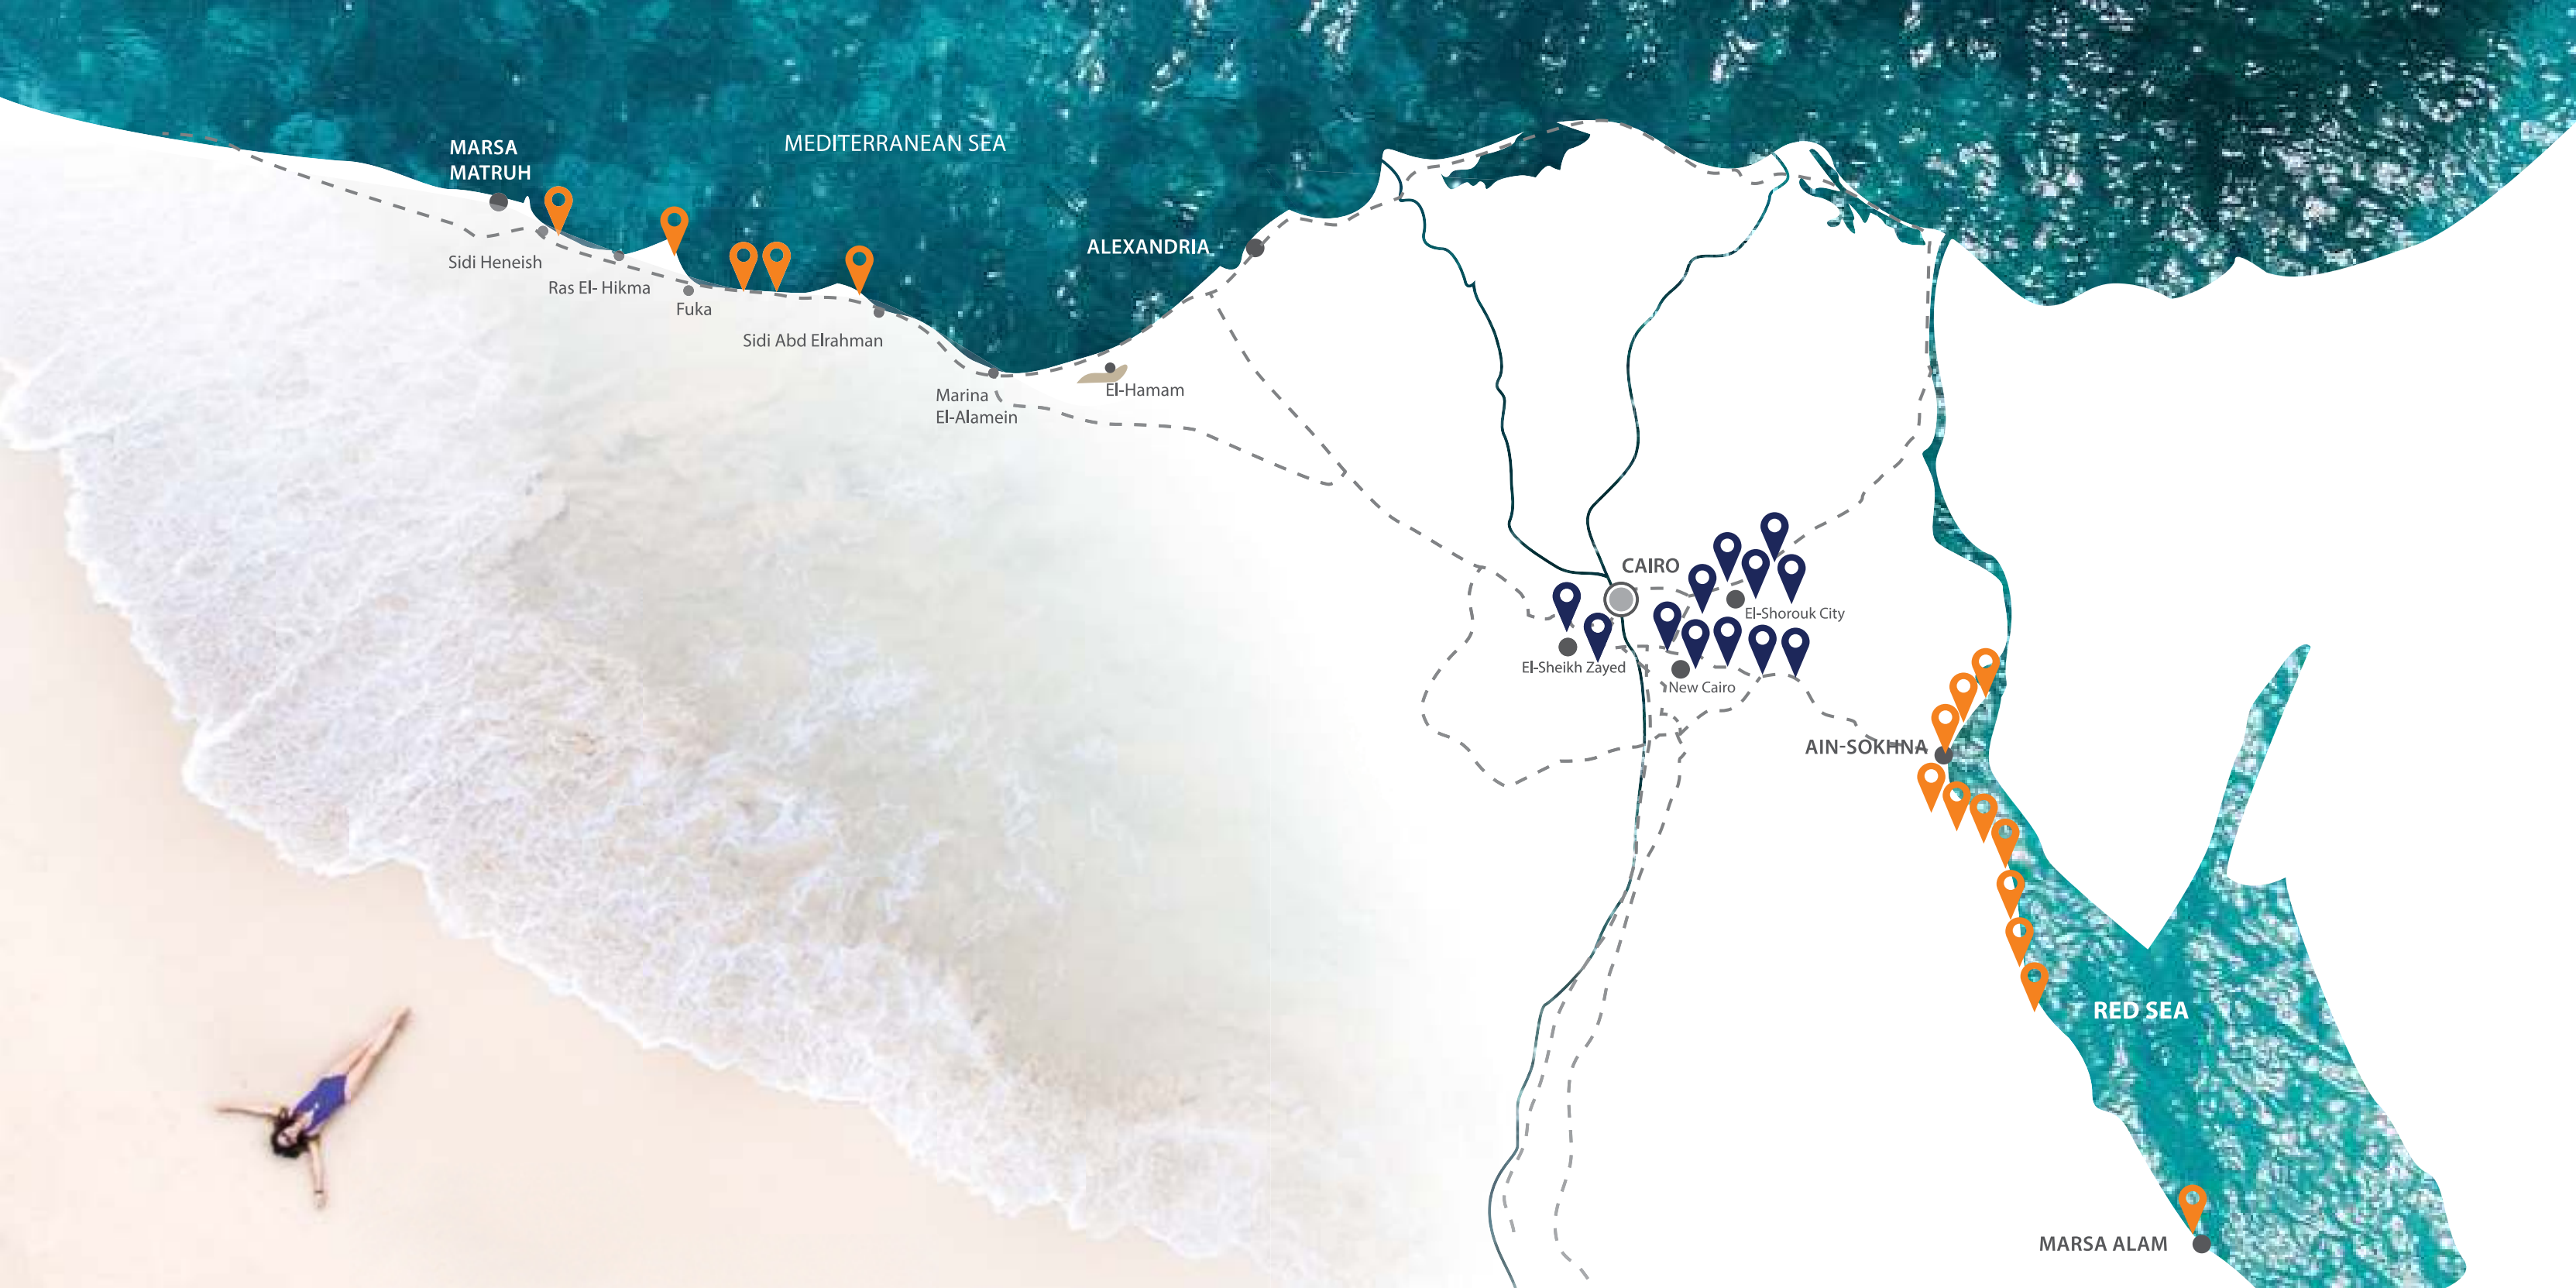 MEDITERRANEAN SEA
MARSA
MATRUH
Sidi Heneish
Ras El- Hikma
Fuka
Sidi Abd Elrahman
Marina
El-Alamein
El-Hamam
ALEXANDRIA
CAIRO
El-Shorouk City
El-Sheikh Zayed
New Cairo
AIN-SOKHNA
RED SEA
MARSA ALAM